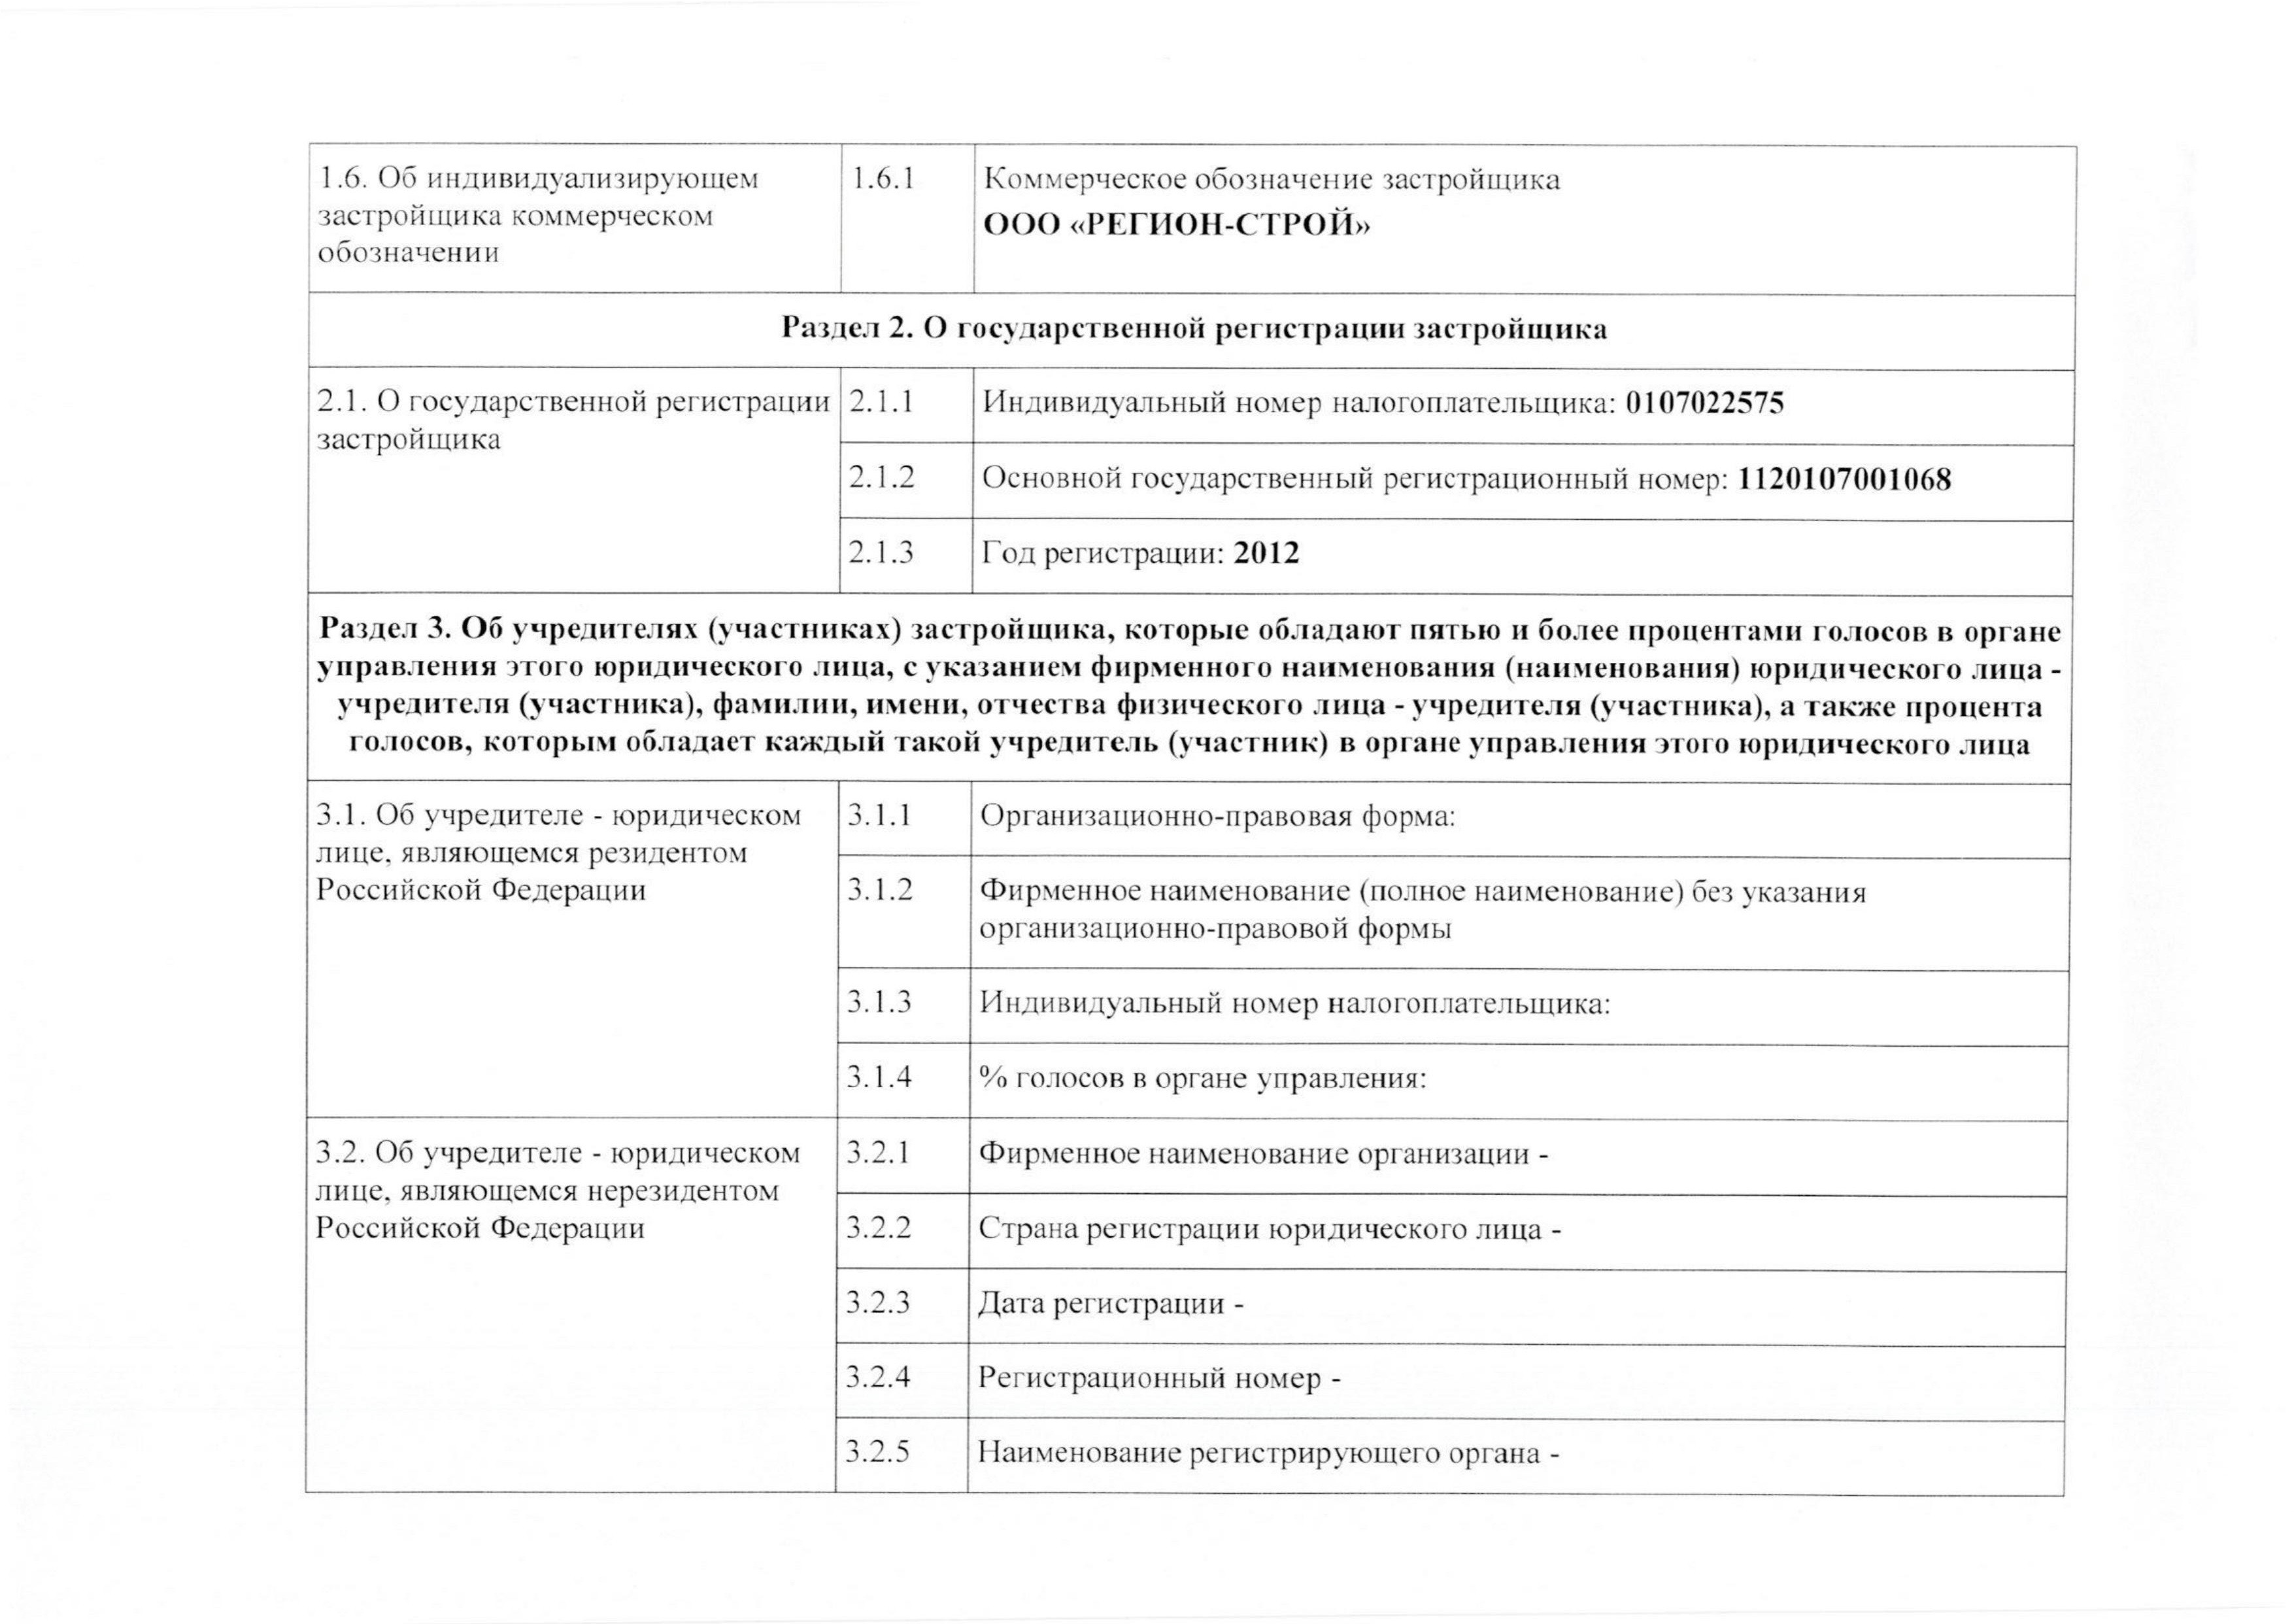 1.6. Об индивидуализирующем
застройщика коммерческом
обозначении
1.6.1
Коммерческое обозначение застройщика
ООО «РЕГИОН-СТРОЙ»
Раздел 2. О государственной регистрации застройщика
2.1. О государственной регистрации
застройщика
2.1.1
Индивидуальный номер налогоплательщика: 0107022575
2.1.2
Основной государственный регистрационный номер: 1120107001068
2.1.3
Год регистрации: 2012
Раздел 3. Об учредителях (участниках) застройщика, которые обладают пятью и более процентами голосов в органе
управления этого юридического лица, с указанием фирменного наименования (наименования) юридического лица -
учредителя (участника), фамилии, имени, отчества физического лица - учредителя (участника), а также процента
голосов, которым обладает каждый такой учредитель (участник) в органе управления этого юридического лица
3.1. Об учредителе - юридическом
лице, являющемся резидентом
Российской Федерации
3.1.1
Организационно-правовая форма:
3.1.2
Фирменное наименование (полное наименование) без указания
организационно-правовой формы
3.1.3
Индивидуальный номер налогоплательщика:
3.1.4
% голосов в органе управления:
3.2. Об учредителе - юридическом
лице, являющемся нерезидентом
Российской Федерации
3.2.1
Фирменное наименование организации -
3.2.2
Страна регистрации юридического лица -
3.2.3
Дата регистрации -
3.2.4
Регистрационный номер -
3.2.5
Наименование регистрирующего органа -